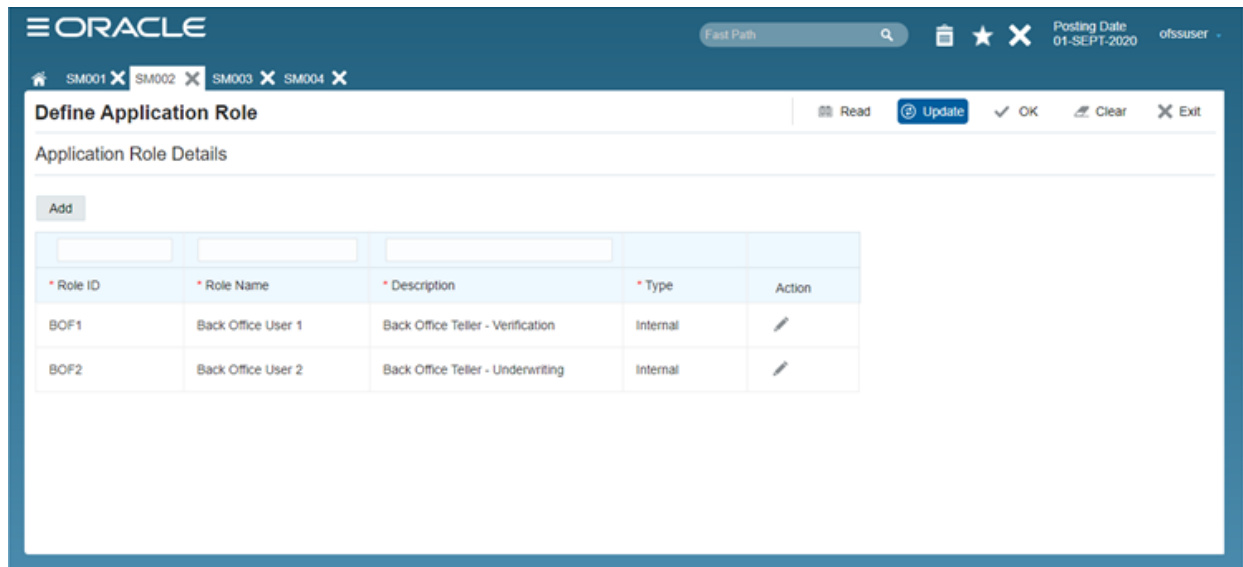 ORACLE
Fast Path
Posting Date
01-SEPT-2020
ofssuser
SM001 SM002 SM003 SM004
Define Application Role
Read Update OK Clear Exit
Application Role Details
Add
* Role ID * Role Name * Description * Type Action
BOF1 Back Office User 1 Back Office Teller - Verification Internal
BOF2 Back Office User 2 Back Office Teller - Underwriting Internal